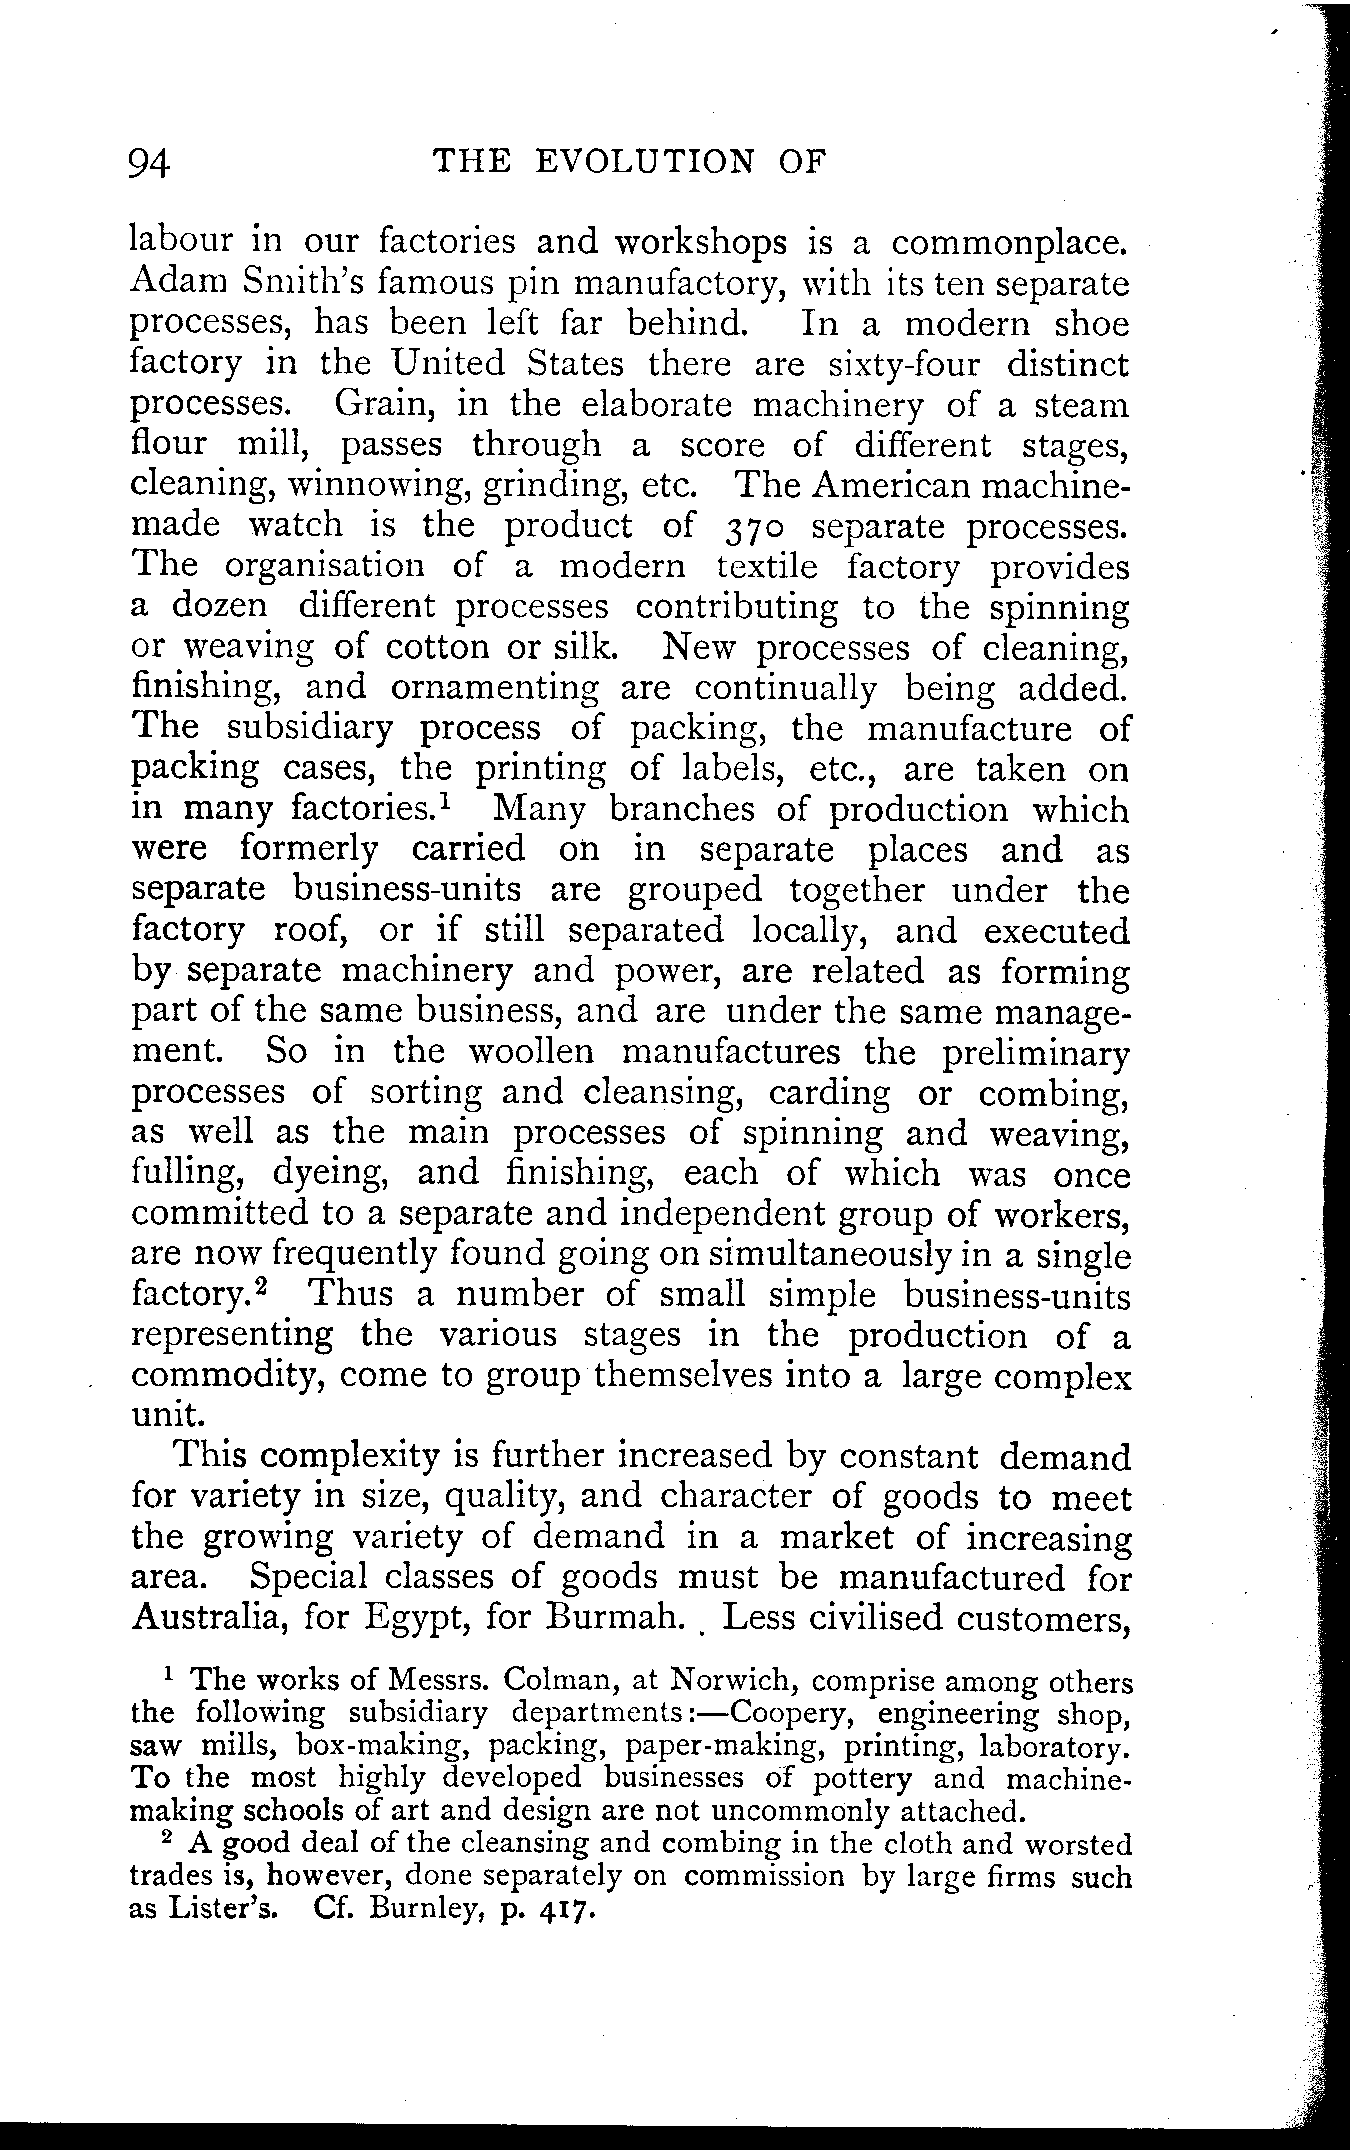 94 THE EVOLUTION OF
labour in our factories and workshops is a commonplace.
Adam Smith's famous pin manufactory, with its ten separate
processes, has been left far behind. In a modern shoe
factory in the United States there are sixty-four distinct
processes. Grain, in the elaborate machinery of a steam
flour mill, passes through a score of different stages,
cleaning, winnowing, grinding, etc. The American machine-
made watch is the product of 370 separate processes.
The organisation of a modern textile factory provides
a dozen different processes contributing to the spinning
or weaving of cotton or silk. New processes of cleaning,
finishing, and ornamenting are continually being added.
The subsidiary process of packing, the manufacture of
packing cases, the printing of labels, etc., are taken on
in many factories.¹ Many branches of production which
were formerly carried on in separate places and as
separate business-units are grouped together under the
factory roof, or if still separated locally, and executed
by separate machinery and power, are related as forming
part of the same business, and are under the same manage-
ment. So in the woollen manufactures the preliminary
processes of sorting and cleansing, carding or combing,
as well as the main processes of spinning and weaving,
fulling, dyeing, and finishing, each of which was once
committed to a separate and independent group of workers,
are now frequently found going on simultaneously in a single
factory.² Thus a number of small simple business-units
representing the various stages in the production of a
commodity, come to group themselves into a large complex
unit.
This complexity is further increased by constant demand
for variety in size, quality, and character of goods to meet
the growing variety of demand in a market of increasing
area. Special classes of goods must be manufactured for
Australia, for Egypt, for Burmah. Less civilised customers,
¹ The works of Messrs. Colman, at Norwich, comprise among others
the following subsidiary departments:—Coopery, engineering shop,
saw mills, box-making, packing, paper-making, printing, laboratory.
To the most highly developed businesses of pottery and machine-
making schools of art and design are not uncommonly attached.
² A good deal of the cleansing and combing in the cloth and worsted
trades is, however, done separately on commission by large firms such
as Lister's. Cf. Burnley, p. 417.